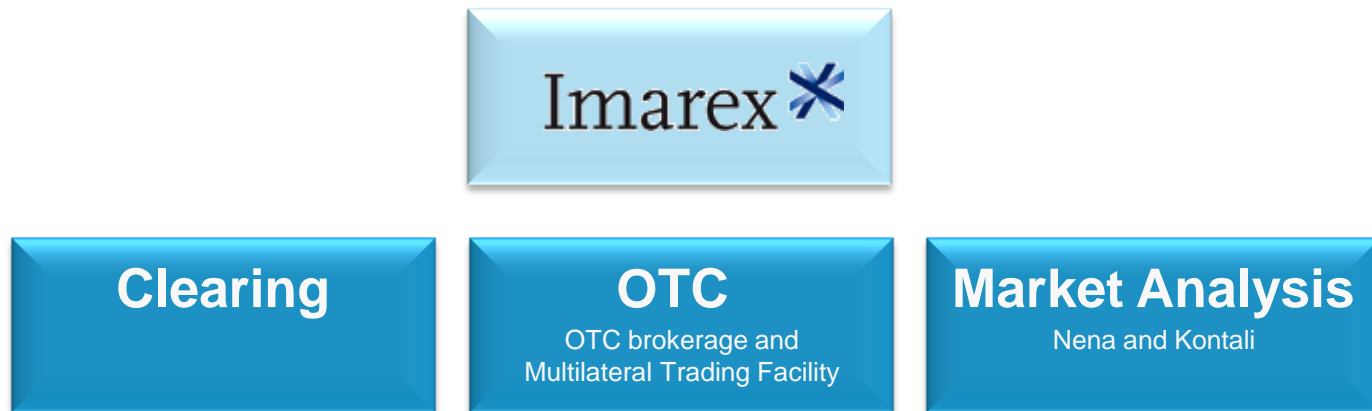 Imarex
Clearing
OTC
OTC brokerage and
Multilateral Trading Facility
Market Analysis
Nena and Kontali